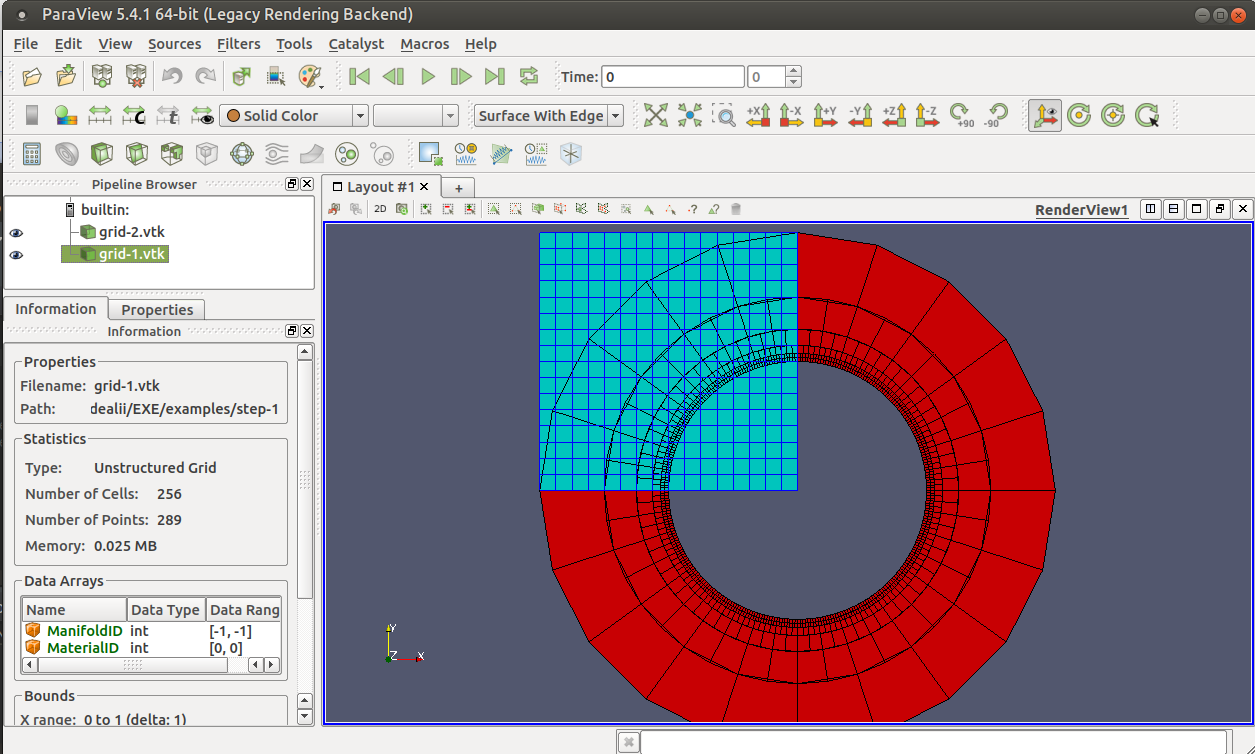 ParaView 5.4.1 64-bit (Legacy Rendering Backend)
File Edit View Sources Filters Tools Catalyst Macros Help
Time: 0 0
C t Solid Color Surface With Edge +X -X +Y -Y +Z -Z +90 -90
Pipeline Browser
Layout #1 +
builtin:
grid-2.vtk
grid-1.vtk
2D ? ? RenderView1
Information Properties
Information
Properties
Filename: grid-1.vtk
Path: dealii/EXE/examples/step-1
Statistics
Type: Unstructured Grid
Number of Cells: 256
Number of Points: 289
Memory: 0.025 MB
Data Arrays
Name Data Type Data Rang
ManifoldID int [-1, -1]
MaterialID int [0, 0]
Bounds
X range: 0 to 1 (delta: 1)
Y
Z X